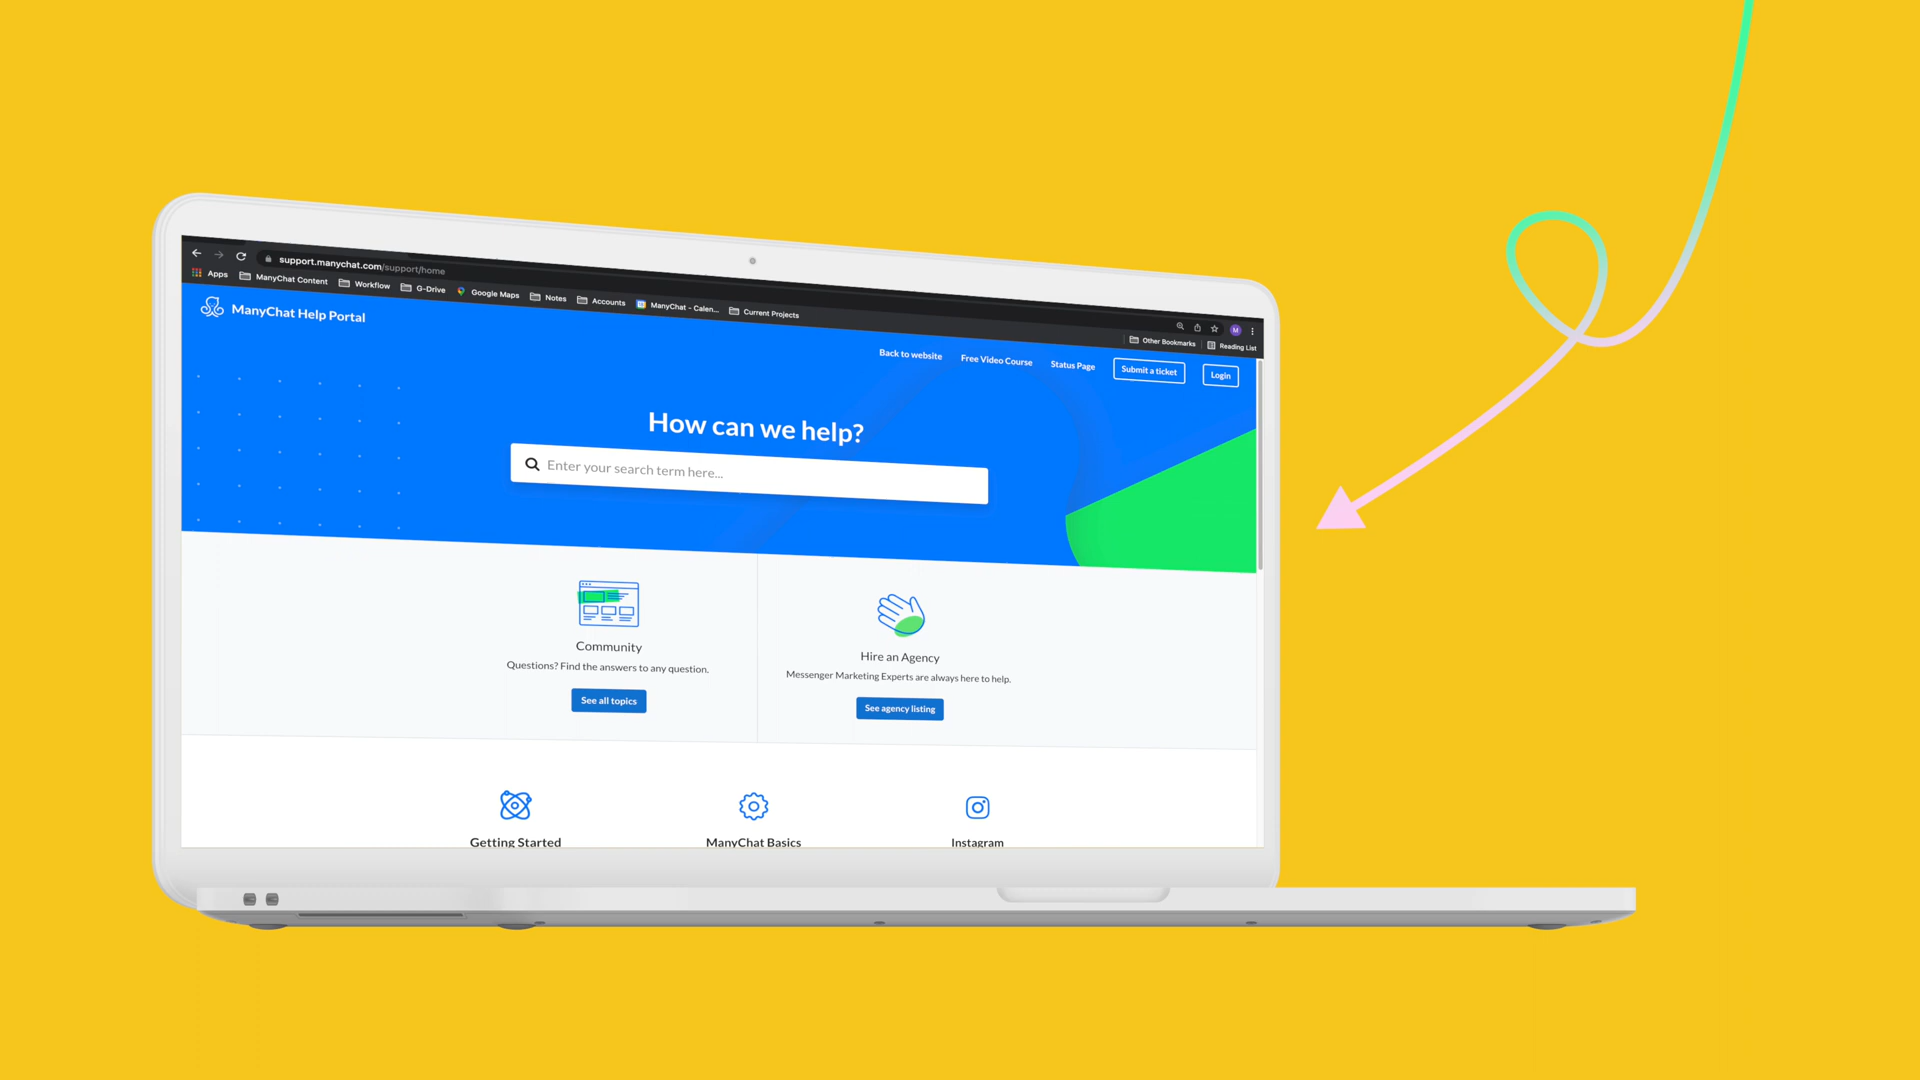 support.manychat.com/support/home
Apps ManyChat Content Workflow G-Drive Google Maps Notes Accounts ManyChat - Calen... Current Projects
Other Bookmarks Reading List
M
ManyChat Help Portal
Back to website Free Video Course Status Page Submit a ticket Login
How can we help?
Enter your search term here...
Community
Questions? Find the answers to any question.
See all topics
Hire an Agency
Messenger Marketing Experts are always here to help.
See agency listing
Getting Started ManyChat Basics Instagram